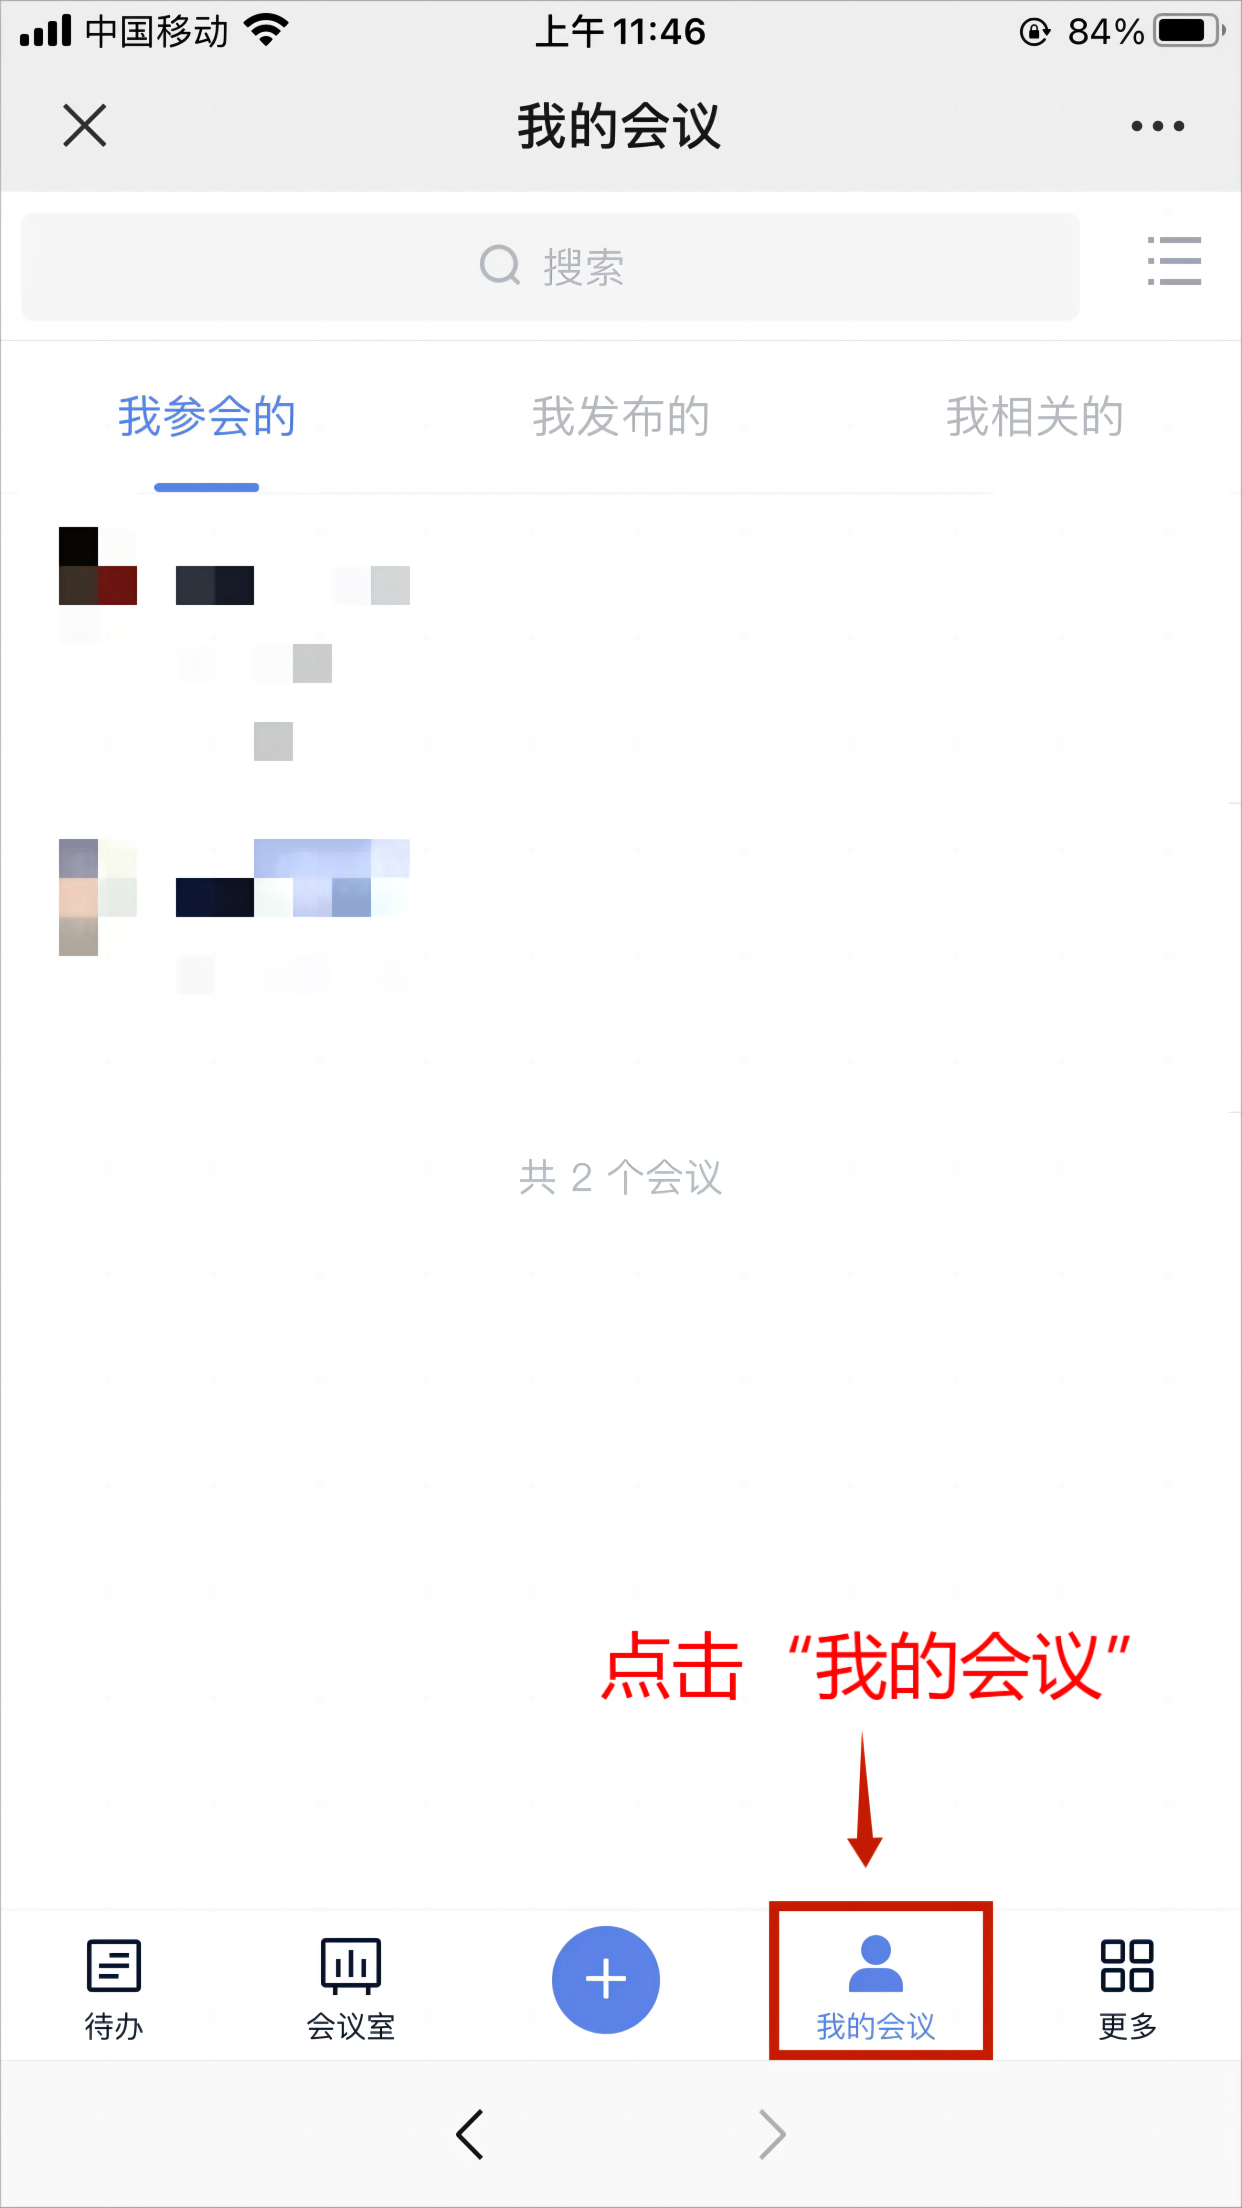 中国移动 上午 11:46 84%
我的会议
搜索
我参会的 我发布的 我相关的
共 2 个会议
点击 “我的会议”
待办 会议室 我的会议 更多